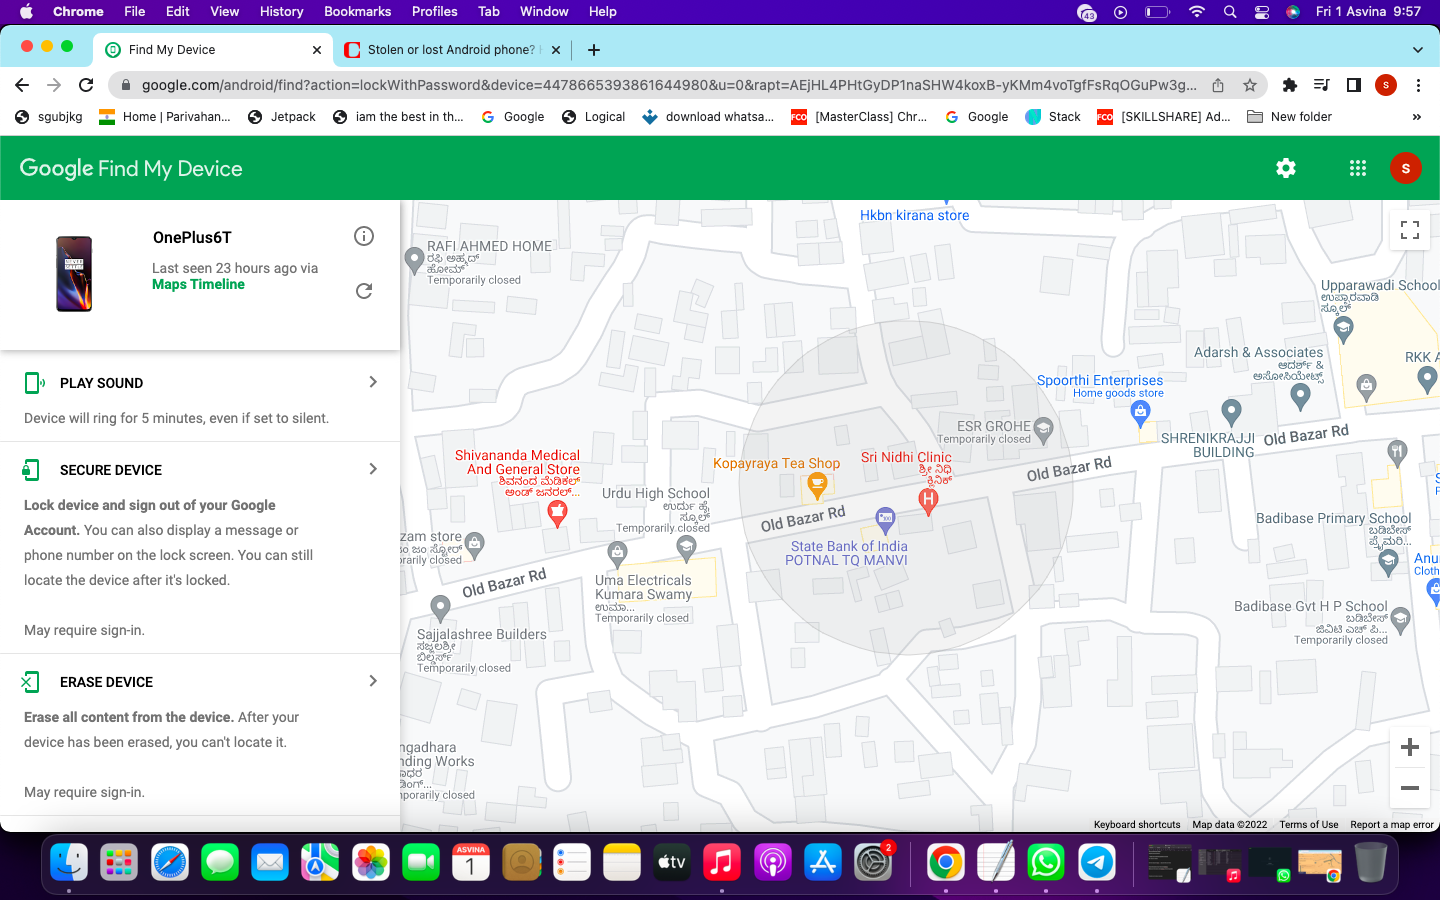 Chrome File Edit View History Bookmarks Profiles Tab Window Help
43
Fri 1 Asvina 9:57
Find My Device
Stolen or lost Android phone?
google.com/android/find?action=lockWithPassword&device=4478665393861644980&u=0&rapt=AEjHL4PHtGyDP1naSHW4koxB-yKMm4voTgfFsRqOGuPw3g...
S
sgubjkg
Home | Parivahan...
Jetpack
iam the best in th...
Google
Logical
download whatsa...
FCO
[MasterClass] Chr...
Google
Stack
FCO
[SKILLSHARE] Ad...
New folder
»
Google Find My Device
S
OnePlus6T
Last seen 23 hours ago via
Maps Timeline
PLAY SOUND
Device will ring for 5 minutes, even if set to silent.
SECURE DEVICE
Lock device and sign out of your Google
Account. You can also display a message or
phone number on the lock screen. You can still
locate the device after it's locked.
May require sign-in.
ERASE DEVICE
Erase all content from the device. After your
device has been erased, you can't locate it.
May require sign-in.
Hkbn kirana store
RAFI AHMED HOME
ರಫಿ ಅಹ್ಮದ್
ಹೋಮ್
Temporarily closed
Upparawadi School
ಉಪ್ಪಾರವಾಡಿ
ಸ್ಕೂಲ್
Adarsh & Associates
ಆದರ್ಶ್ &
ಅಸೋಸಿಯೇಟ್ಸ್
RKK A
Spoorthi Enterprises
Home goods store
ESR GROHE
Temporarily closed
SHRENIKRAJJI
BUILDING
Old Bazar Rd
Old Bazar Rd
Shivananda Medical
And General Store
ಶಿವನಂದ ಮೆಡಿಕಲ್
ಅಂಡ್ ಜನರಲ್...
Kopayraya Tea Shop
Sri Nidhi Clinic
ಶ್ರೀ ನಿಧಿ
ಕ್ಲಿನಿಕ್
H
Urdu High School
ಉರ್ದು ಹೈ
ಸ್ಕೂಲ್
Temporarily closed
Old Bazar Rd
State Bank of India
POTNAL TQ MANVI
zam store
ಜಂ ಜಂ ಸ್ಟೋರ್
orarily closed
Old Bazar Rd
Uma Electricals
Kumara Swamy
ಉಮಾ...
Temporarily closed
Badibase Primary School
ಬಡಿಬೇಸ್
ಪ್ರೈಮರಿ...
Anu
Cloth
Sajjalashree Builders
ಸಜ್ಜಲಶ್ರೀ
ಬಿಲ್ಡರ್ಸ್
Temporarily closed
Badibase Gvt H P School
ಬಡಿಬೇಸ್
ಜಿವಿಟಿ ಎಚ್ ಪಿ...
Temporarily closed
ngadhara
nding Works
ಾಧರ
ಡಿಂಗ್...
nporarily closed
Keyboard shortcuts Map data ©2022 Terms of Use Report a map error
ASVINA
1
tv
2